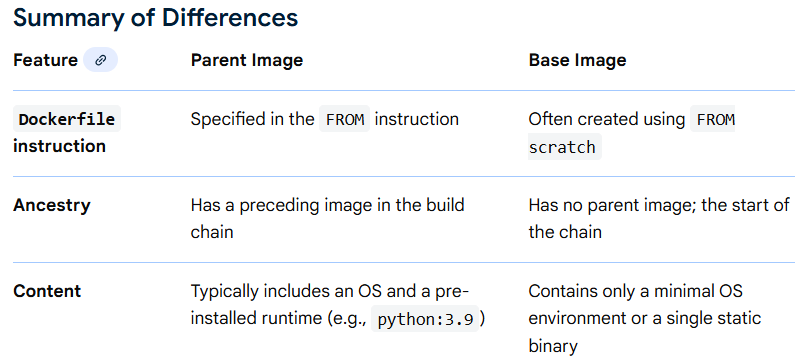 Summary of Differences
Feature Parent Image Base Image
Dockerfile Specified in the FROM instruction Often created using FROM
instruction scratch
Ancestry Has a preceding image in the build Has no parent image; the start of
chain the chain
Content Typically includes an OS and a pre- Contains only a minimal OS
installed runtime (e.g., python:3.9 ) environment or a single static
binary